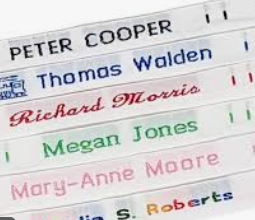 PETER COOPER
Thomas Walden
Richard Morris
Megan Jones
Mary-Anne Moore
S. Roberts